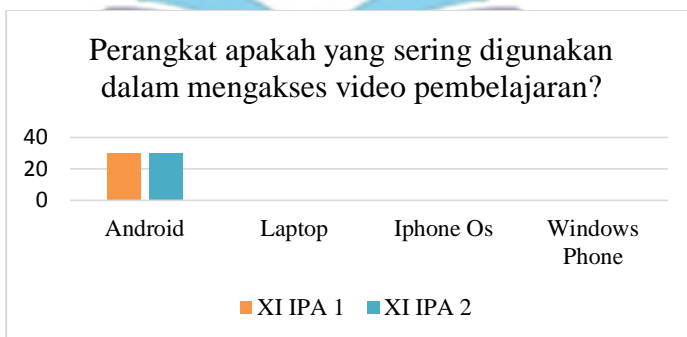 Perangkat apakah yang sering digunakan
dalam mengakses video pembelajaran?
40
20
0
Android Laptop Iphone Os Windows
Phone
XI IPA 1 XI IPA 2